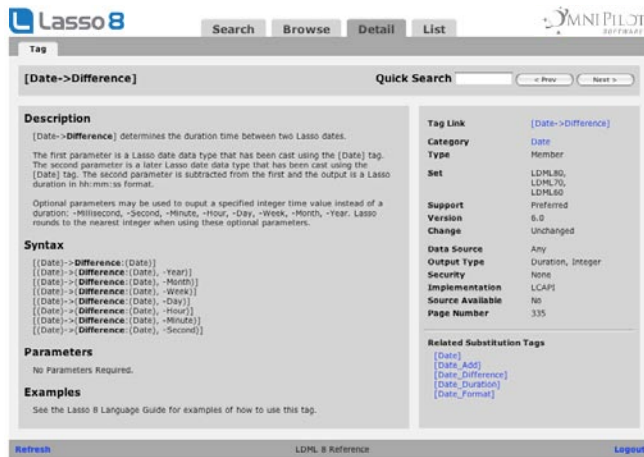 Lasso 8
Search Browse Detail List
OMNIPILOT
SOFTWARE
Tag
[Date->Difference]
Quick Search
< Prev
Next >
Description
[Date->Difference] determines the duration time between two Lasso dates.
The first parameter is a Lasso date data type that has been cast using the [Date] tag.
The second parameter is a later Lasso date data type that has been cast using the
[Date] tag. The second parameter is subtracted from the first and the output is a Lasso
duration in hh:mm:ss format.
Optional parameters may be used to ouput a specified integer time value instead of a
duration: -Millisecond, -Second, -Minute, -Hour, -Day, -Week, -Month, -Year. Lasso
rounds to the nearest integer when using these optional parameters.
Syntax
[(Date)->Difference:(Date)]
[(Date)->(Difference:(Date), -Year)]
[(Date)->(Difference:(Date), -Month)]
[(Date)->(Difference:(Date), -Week)]
[(Date)->(Difference:(Date), -Day)]
[(Date)->(Difference:(Date), -Hour)]
[(Date)->(Difference:(Date), -Minute)]
[(Date)->(Difference:(Date), -Second)]
Parameters
No Parameters Required.
Examples
See the Lasso 8 Language Guide for examples of how to use this tag.
Tag Link [Date->Difference]
Category Date
Type Member
Set LDML80,
LDML70,
LDML60
Support Preferred
Version 6.0
Change Unchanged
Data Source Any
Output Type Duration, Integer
Security None
Implementation LCAPI
Source Available No
Page Number 335
Related Substitution Tags
[Date]
[Date_Add]
[Date_Difference]
[Date_Duration]
[Date_Format]
Refresh
LDML 8 Reference
Logout